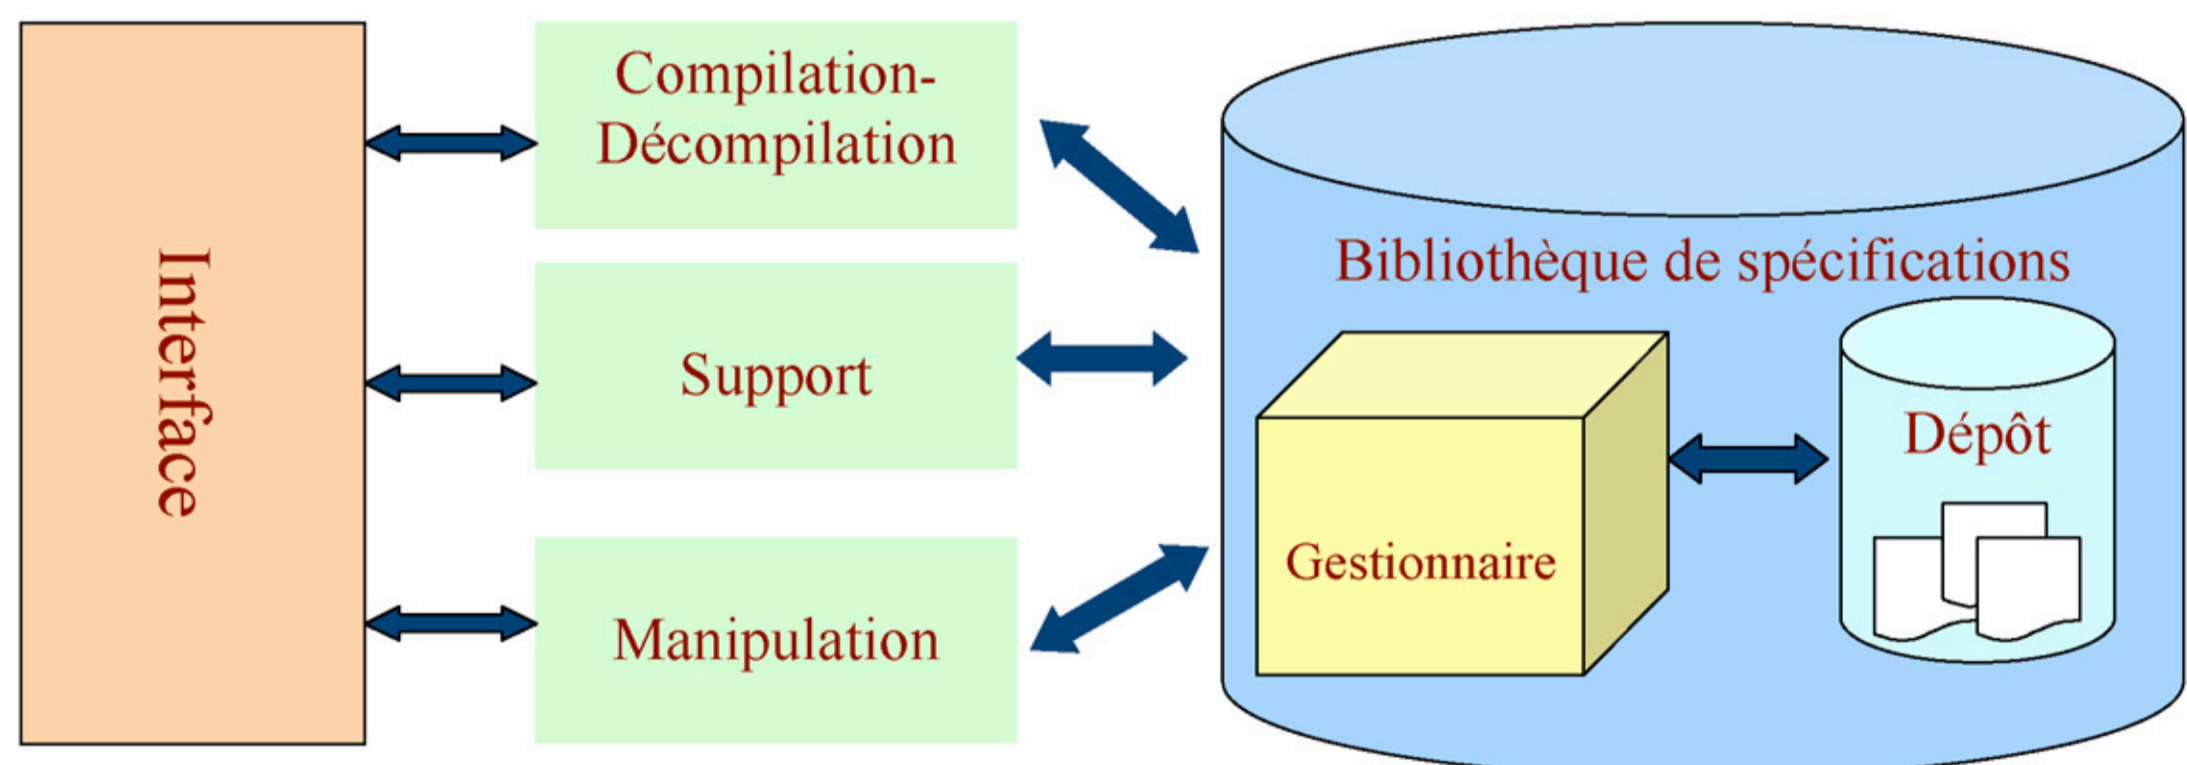 Interface
Compilation-
Décompilation
Support
Manipulation
Bibliothèque de spécifications
Gestionnaire
Dépôt